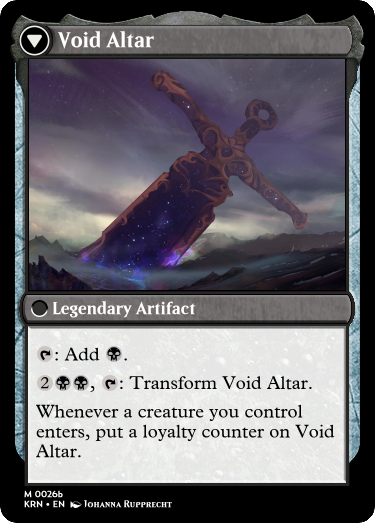 Void Altar
Legendary Artifact
: Add .
2, : Transform Void Altar.
Whenever a creature you control
enters, put a loyalty counter on Void
Altar.
M 0026b
KRN • EN Johanna Rupprecht